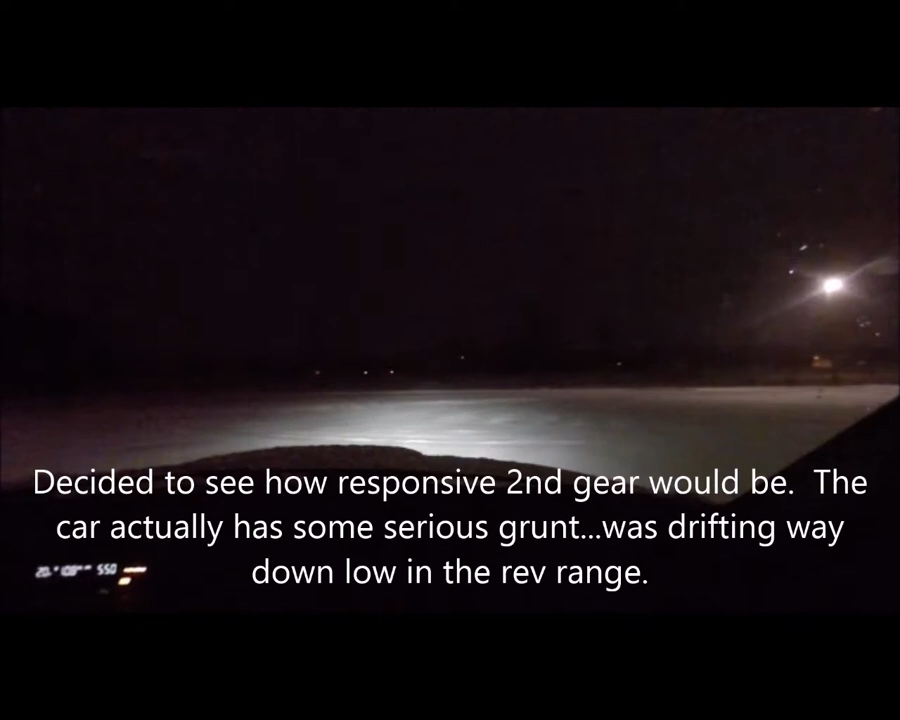 Decided to see how responsive 2nd gear would be.  The
car actually has some serious grunt...was drifting way
down low in the rev range.
550